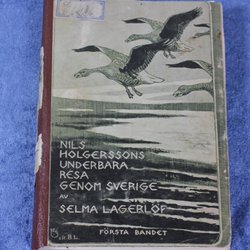 NILS
HOLGERSSONS
UNDERBARA
RESA
GENOM SVERIGE
AV
SELMA LAGERLÖF
FÖRSTA BANDET